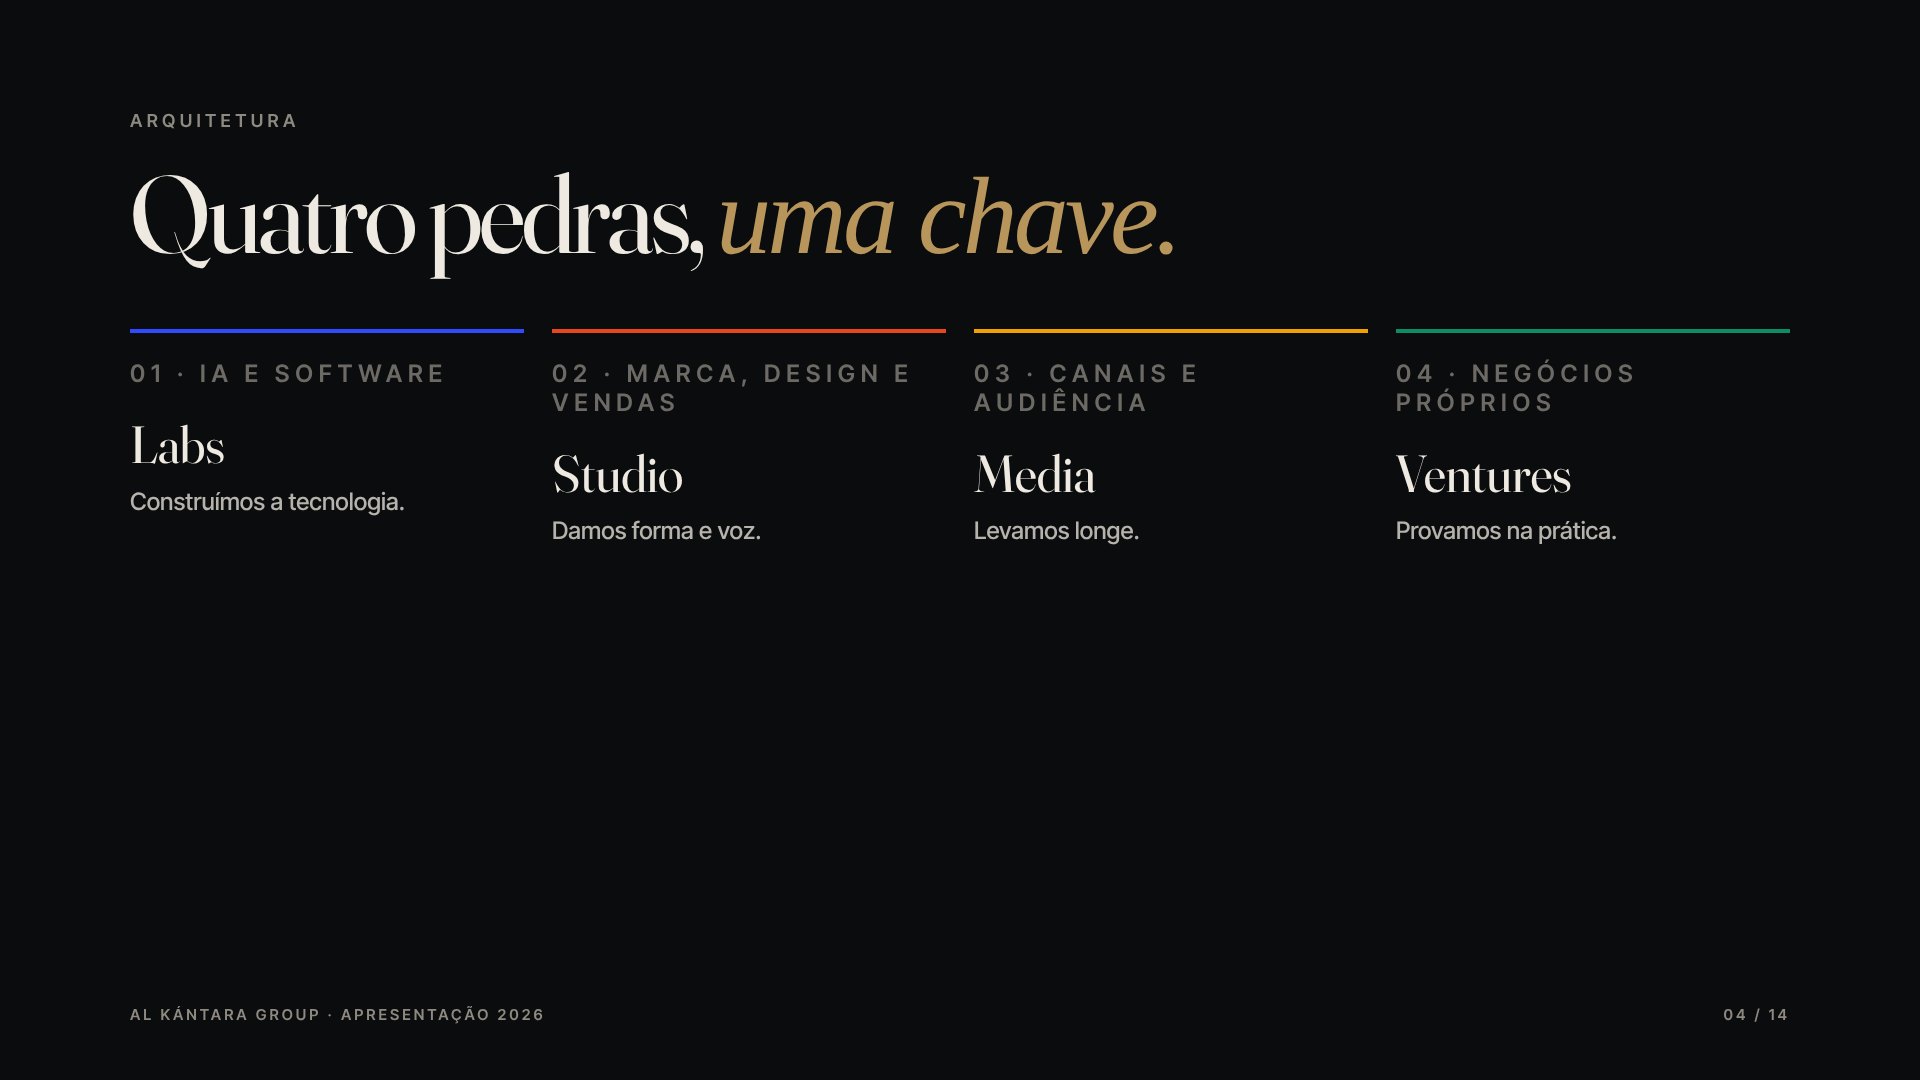 ARQUITETURA
Quatro pedras, uma chave.
01 · IA E SOFTWARE
Labs
Construímos a tecnologia.
02 · MARCA, DESIGN E
VENDAS
Studio
Damos forma e voz.
03 · CANAIS E
AUDIÊNCIA
Media
Levamos longe.
04 · NEGÓCIOS
PRÓPRIOS
Ventures
Provamos na prática.
AL KÁNTARA GROUP · APRESENTAÇÃO 2026
04 / 14